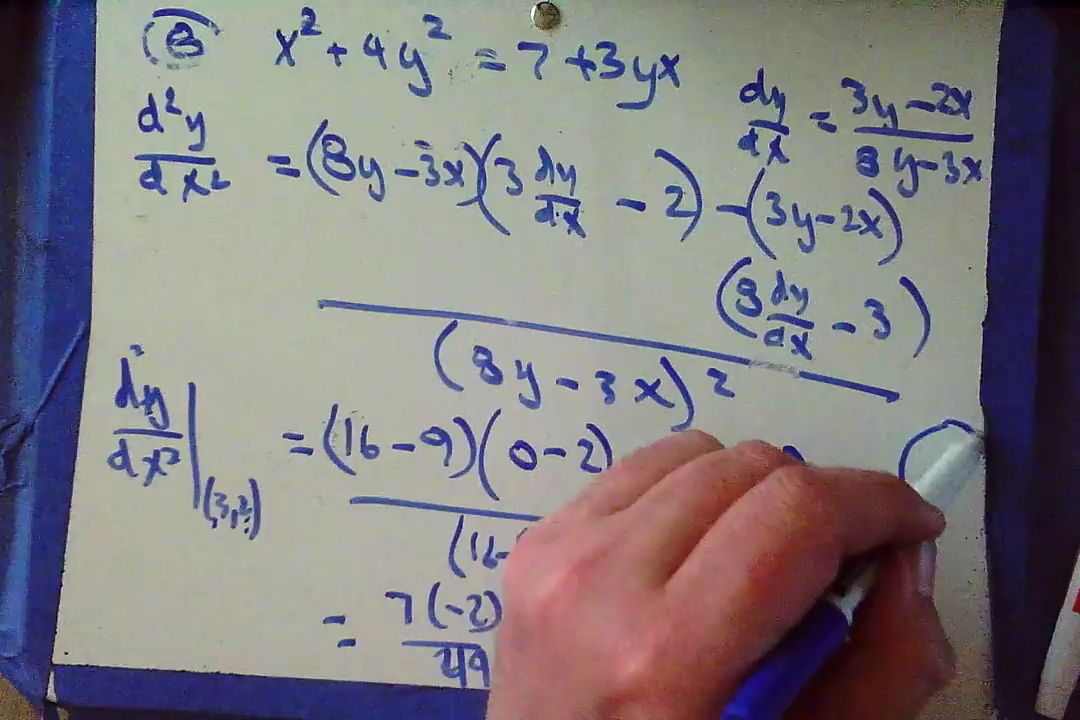 (B) x² + 4y² = 7 + 3yx
dy/dx = (3y - 2x)/(8y - 3x)
d²y/dx² = (8y - 3x)(3 dy/dx - 2) - (3y - 2x)
(8 dy/dx - 3)
(8y - 3x)²
d²y/dx² |(3,2) = (16 - 9)(0 - 2)
(16 -
= 7(-2)
49